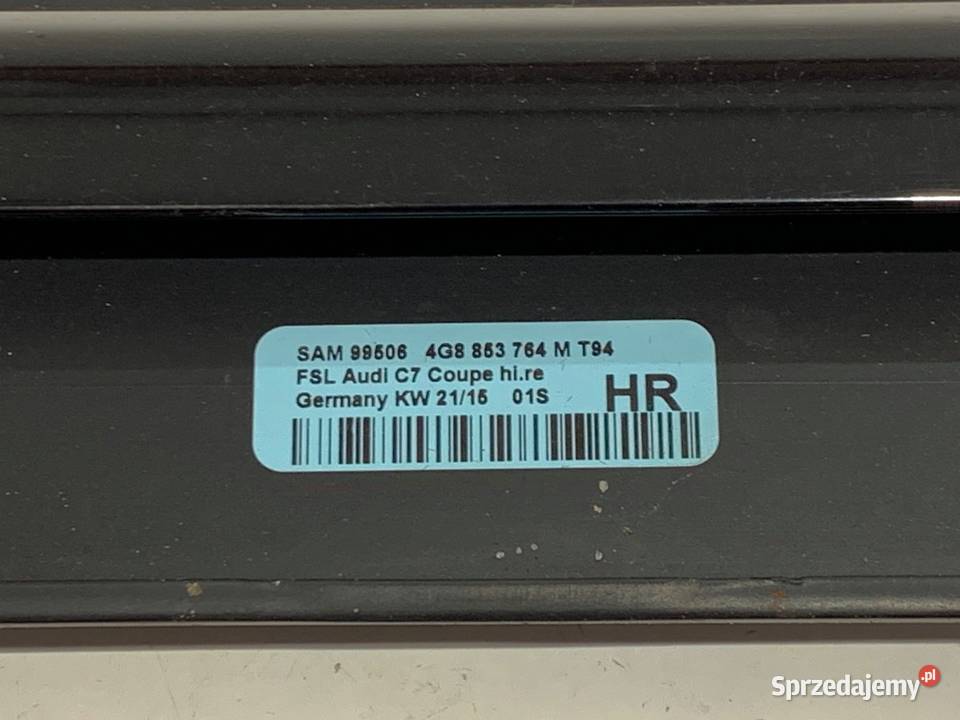 SAM 99506 4G8 853 764 M T94
FSL Audi C7 Coupe hi.re
Germany KW 21/15 01S HR
Sprzedajemy.pl